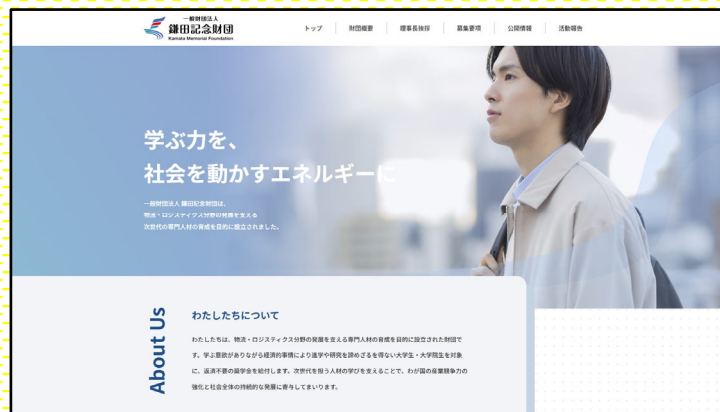 一般財団法人
鎌田記念財団
Kamata Memorial Foundation
トップ
財団概要
理事長挨拶
募集要項
公開情報
活動報告
学ぶ力を、
社会を動かすエネルギーに
一般財団法人 鎌田記念財団は、
物流・ロジスティクス分野の発展を支える
次世代の専門人材の育成を目的に設立されました。
About Us
わたしたちについて
わたしたちは、物流・ロジスティクス分野の発展を支える専門人材の育成を目的に設立された財団で
す。学ぶ意欲がありながら経済的事情により進学や研究を諦めざるを得ない大学生・大学院生を対象
に、返済不要の奨学金を給付します。次世代を担う人材の学びを支えることで、わが国の産業競争力の
強化と社会全体の持続的な発展に寄与してまいります。